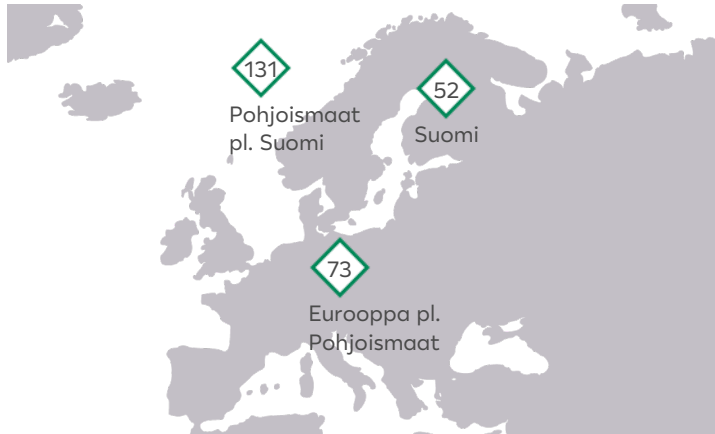 131
Pohjoismaat
pl. Suomi
52
Suomi
73
Eurooppa pl.
Pohjoismaat